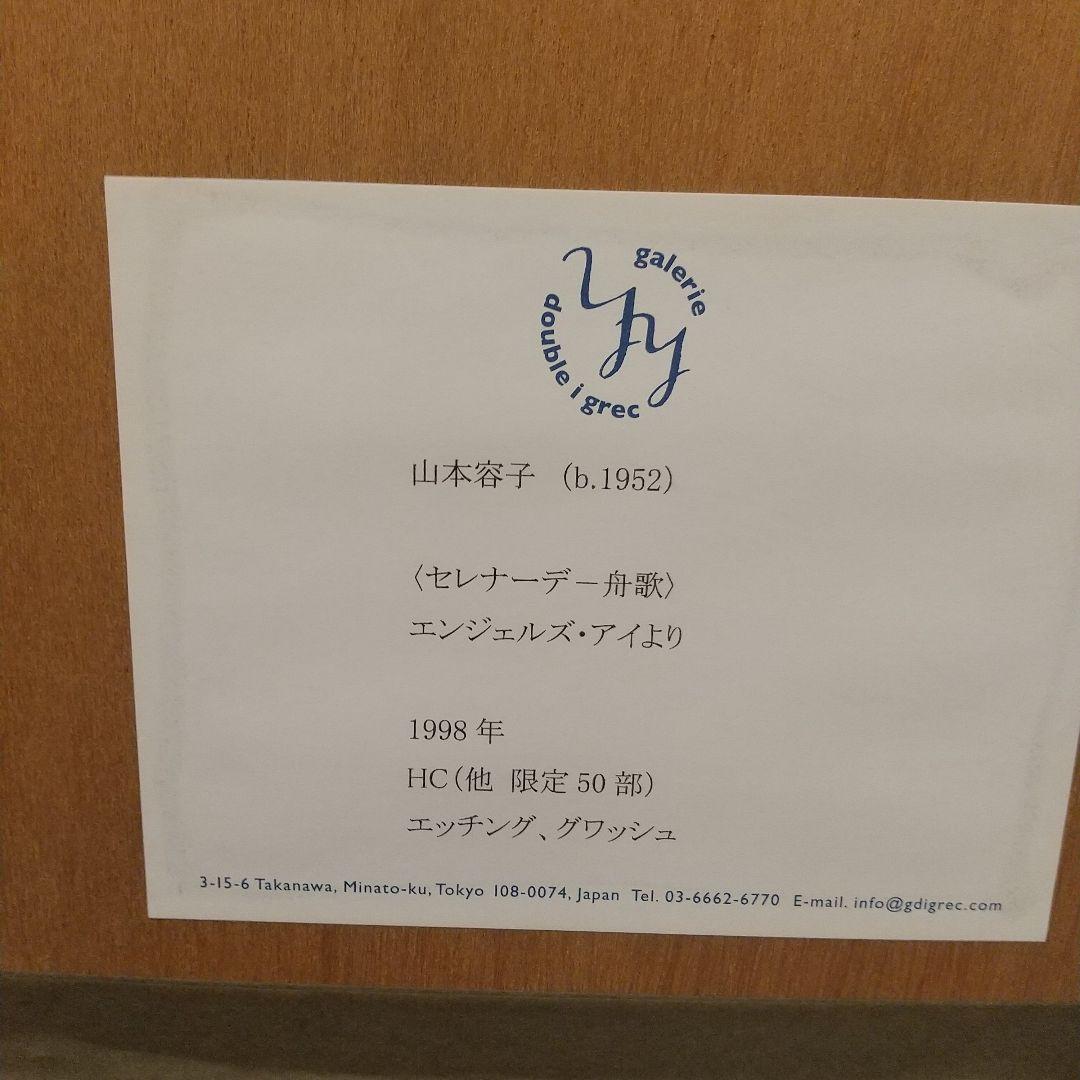 galerie
yy
double i grec
山本容子 (b.1952)
〈セレナーデ－舟歌〉
エンジェルズ・アイより
1998 年
HC(他 限定 50 部)
エッチング、グワッシュ
3-15-6 Takanawa, Minato-ku, Tokyo 108-0074, Japan Tel. 03-6662-6770 E-mail. info@gdigrec.com